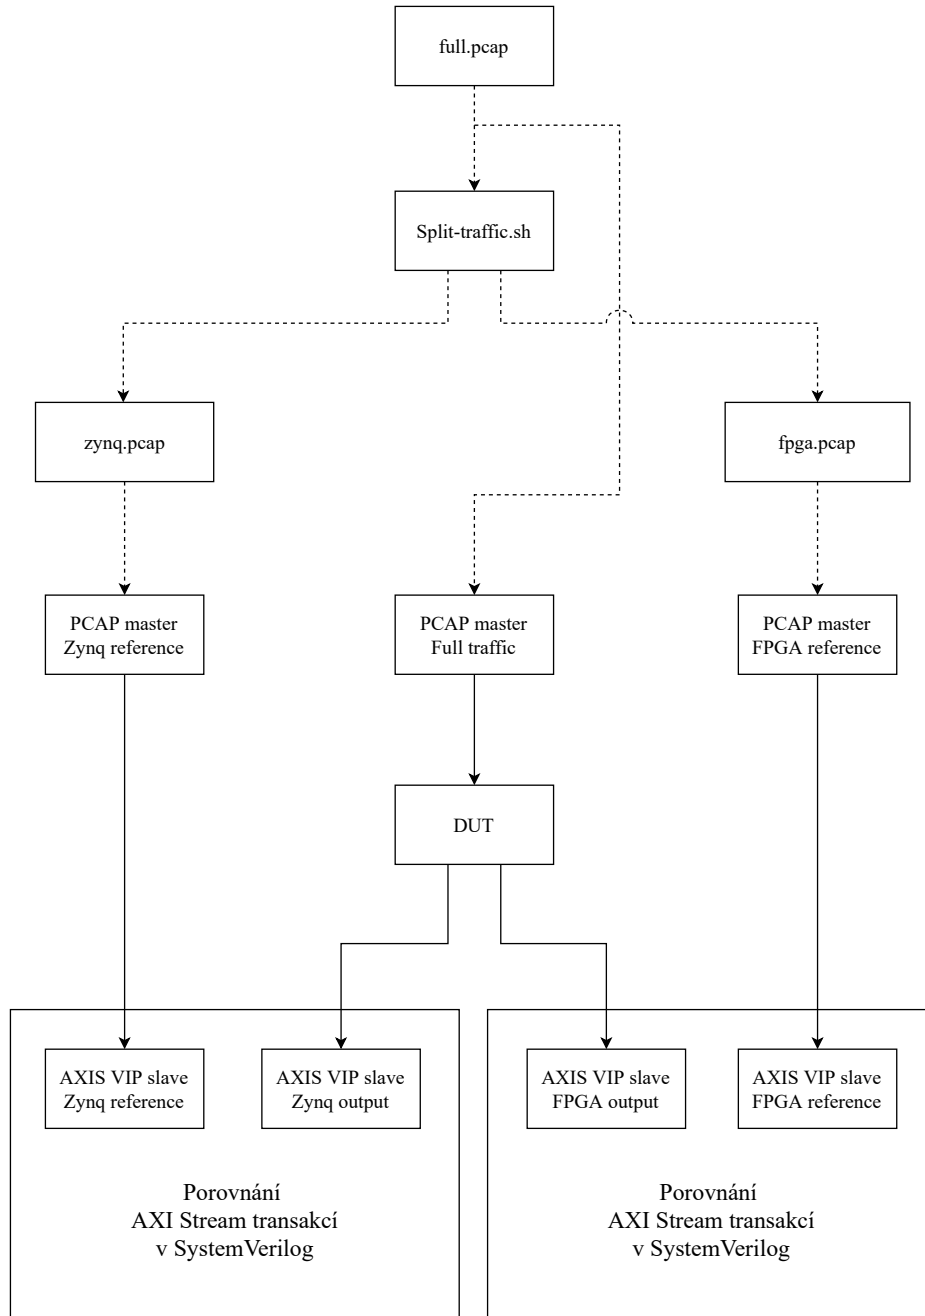 full.pcap
Split-traffic.sh
zynq.pcap
fpga.pcap
PCAP master
Zynq reference
PCAP master
Full traffic
PCAP master
FPGA reference
DUT
AXIS VIP slave
Zynq reference
AXIS VIP slave
Zynq output
AXIS VIP slave
FPGA output
AXIS VIP slave
FPGA reference
Porovnání
AXI Stream transakcí
v SystemVerilog
Porovnání
AXI Stream transakcí
v SystemVerilog